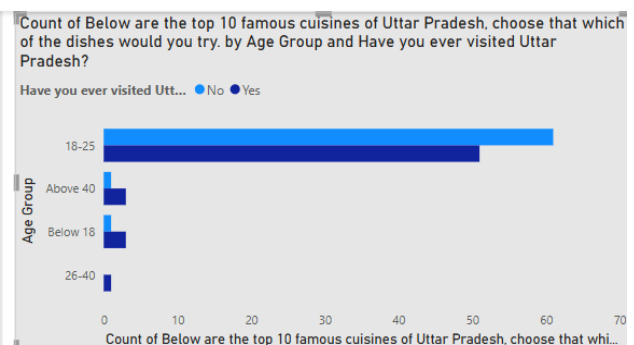 Count of Below are the top 10 famous cuisines of Uttar Pradesh, choose that which
of the dishes would you try. by Age Group and Have you ever visited Uttar
Pradesh?
Have you ever visited Utt... No Yes
Age Group
18-25
Above 40
Below 18
26-40
0 10 20 30 40 50 60 70
Count of Below are the top 10 famous cuisines of Uttar Pradesh, choose that whi...